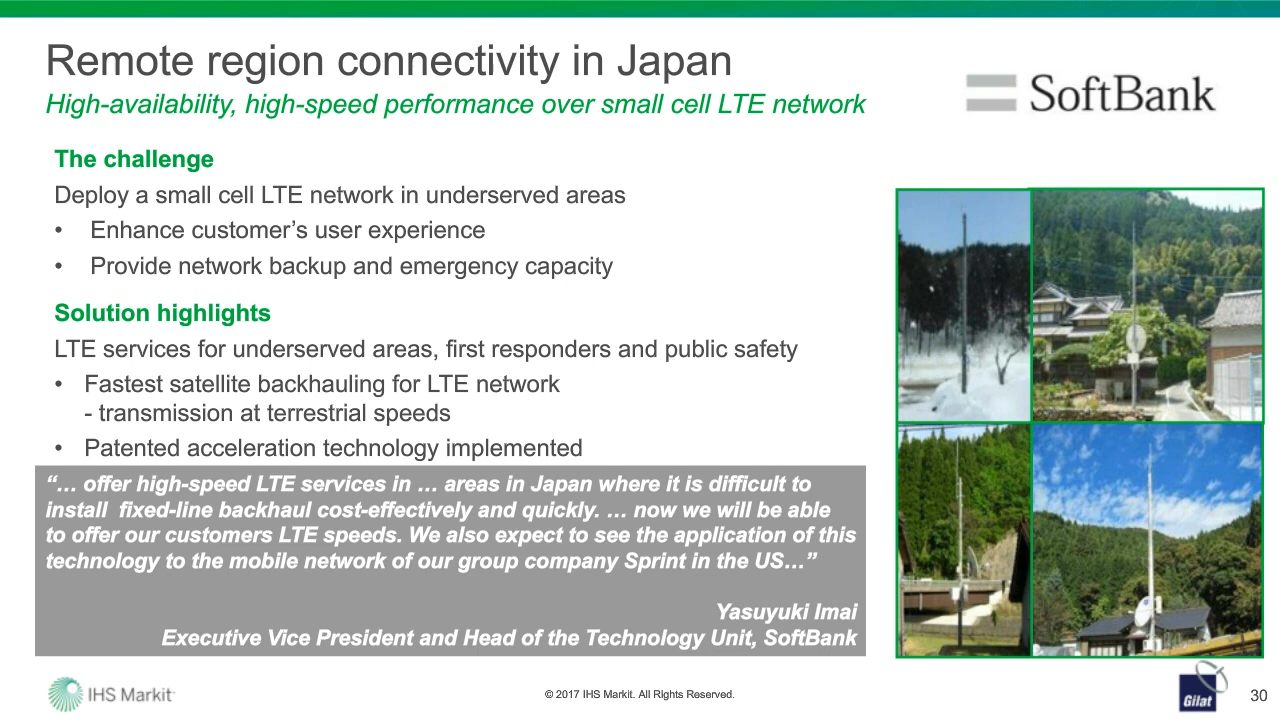 Remote region connectivity in Japan
High-availability, high-speed performance over small cell LTE network
SoftBank
The challenge
Deploy a small cell LTE network in underserved areas
• Enhance customer’s user experience
• Provide network backup and emergency capacity
Solution highlights
LTE services for underserved areas, first responders and public safety
• Fastest satellite backhauling for LTE network
- transmission at terrestrial speeds
• Patented acceleration technology implemented
“… offer high-speed LTE services in … areas in Japan where it is difficult to
install  fixed-line backhaul cost-effectively and quickly. … now we will be able
to offer our customers LTE speeds. We also expect to see the application of this
technology to the mobile network of our group company Sprint in the US…”
Yasuyuki Imai
Executive Vice President and Head of the Technology Unit, SoftBank
IHS Markit
© 2017 IHS Markit. All Rights Reserved.
Gilat
30